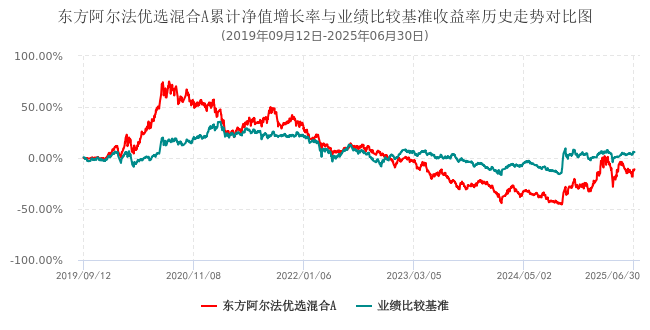 东方阿尔法优选混合A累计净值增长率与业绩比较基准收益率历史走势对比图
(2019年09月12日-2025年06月30日)
100.00%
50.00%
0.00%
-50.00%
-100.00%
2019/09/12 2020/11/08 2022/01/06 2023/03/05 2024/05/02 2025/06/30
东方阿尔法优选混合A 业绩比较基准